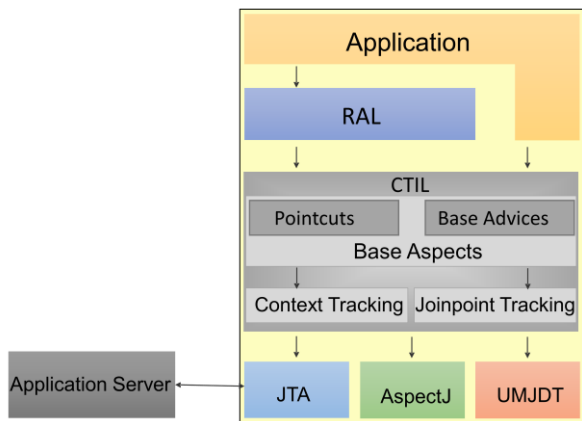 Application
RAL
CTIL
Pointcuts
Base Advices
Base Aspects
Context Tracking
Joinpoint Tracking
Application Server
JTA
AspectJ
UMJDT